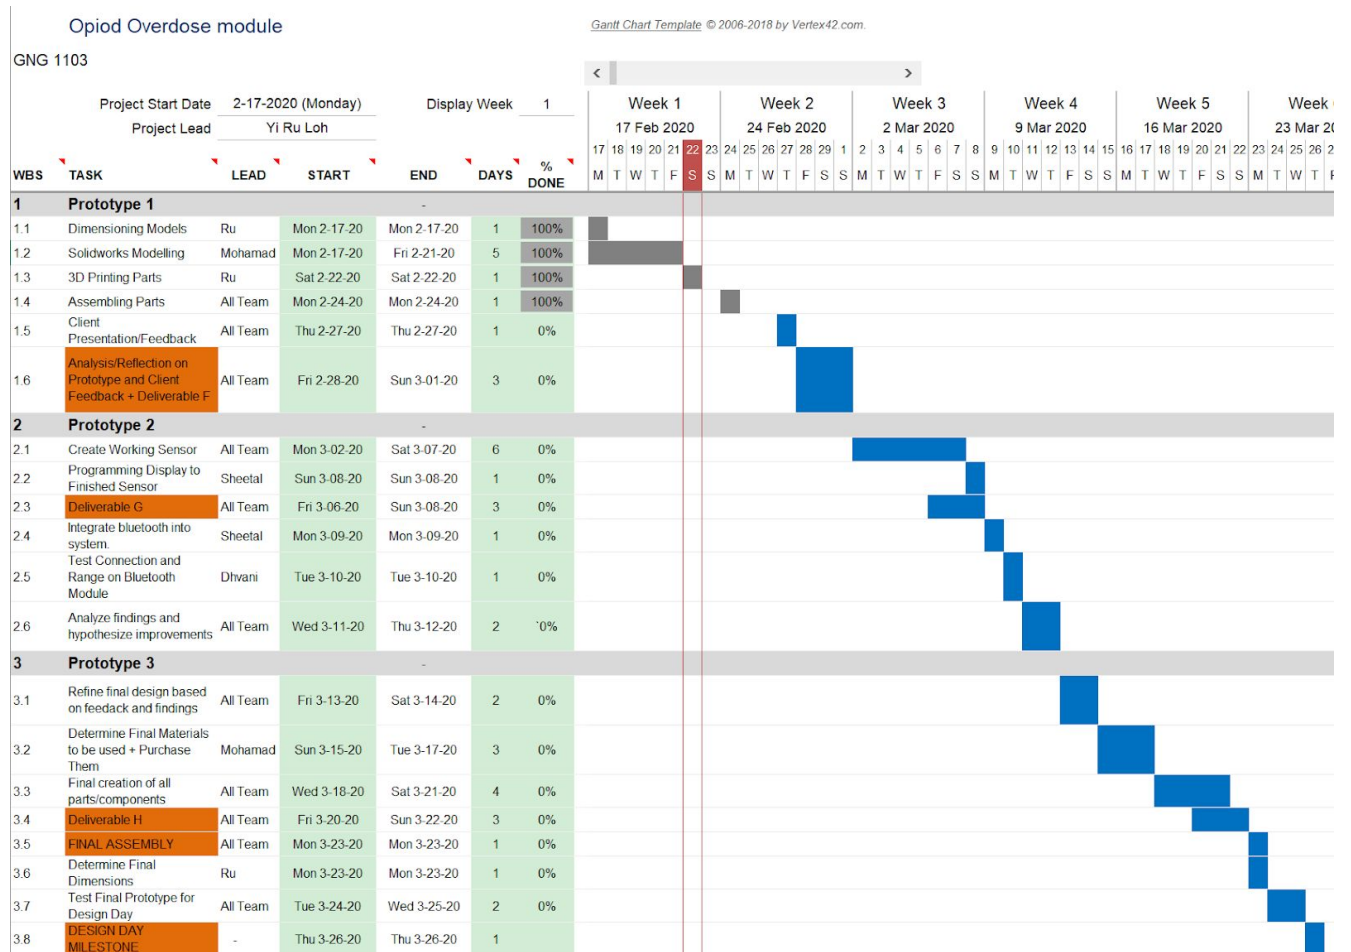 Opiod Overdose module
Gantt Chart Template © 2006-2018 by Vertex42.com.
GNG 1103
< >
Project Start Date 2-17-2020 (Monday) Display Week 1 Week 1 Week 2 Week 3 Week 4 Week 5 Week
Project Lead Yi Ru Loh 17 Feb 2020 24 Feb 2020 2 Mar 2020 9 Mar 2020 16 Mar 2020 23 Mar 20
17 18 19 20 21 22 23 24 25 26 27 28 29 1 2 3 4 5 6 7 8 9 10 11 12 13 14 15 16 17 18 19 20 21 22 23 24 25 26 2
WBS TASK LEAD START END DAYS % DONE M T W T F S S M T W T F S S M T W T F S S M T W T F S S M T W T F S S M T W T F
1 Prototype 1 -
1.1 Dimensioning Models Ru Mon 2-17-20 Mon 2-17-20 1 100%
1.2 Solidworks Modelling Mohamad Mon 2-17-20 Fri 2-21-20 5 100%
1.3 3D Printing Parts Ru Sat 2-22-20 Sat 2-22-20 1 100%
1.4 Assembling Parts All Team Mon 2-24-20 Mon 2-24-20 1 100%
1.5 Client Presentation/Feedback All Team Thu 2-27-20 Thu 2-27-20 1 0%
1.6 Analysis/Reflection on Prototype and Client Feedback + Deliverable F All Team Fri 2-28-20 Sun 3-01-20 3 0%
2 Prototype 2 -
2.1 Create Working Sensor All Team Mon 3-02-20 Sat 3-07-20 6 0%
2.2 Programming Display to Finished Sensor Sheetal Sun 3-08-20 Sun 3-08-20 1 0%
2.3 Deliverable G All Team Fri 3-06-20 Sun 3-08-20 3 0%
2.4 Integrate bluetooth into system. Sheetal Mon 3-09-20 Mon 3-09-20 1 0%
2.5 Test Connection and Range on Bluetooth Module Dhvani Tue 3-10-20 Tue 3-10-20 1 0%
2.6 Analyze findings and hypothesize improvements All Team Wed 3-11-20 Thu 3-12-20 2 `0%
3 Prototype 3 -
3.1 Refine final design based on feedack and findings All Team Fri 3-13-20 Sat 3-14-20 2 0%
3.2 Determine Final Materials to be used + Purchase Them Mohamad Sun 3-15-20 Tue 3-17-20 3 0%
3.3 Final creation of all parts/components All Team Wed 3-18-20 Sat 3-21-20 4 0%
3.4 Deliverable H All Team Fri 3-20-20 Sun 3-22-20 3 0%
3.5 FINAL ASSEMBLY All Team Mon 3-23-20 Mon 3-23-20 1 0%
3.6 Determine Final Dimensions Ru Mon 3-23-20 Mon 3-23-20 1 0%
3.7 Test Final Prototype for Design Day All Team Tue 3-24-20 Wed 3-25-20 2 0%
3.8 DESIGN DAY MILESTONE - Thu 3-26-20 Thu 3-26-20 1